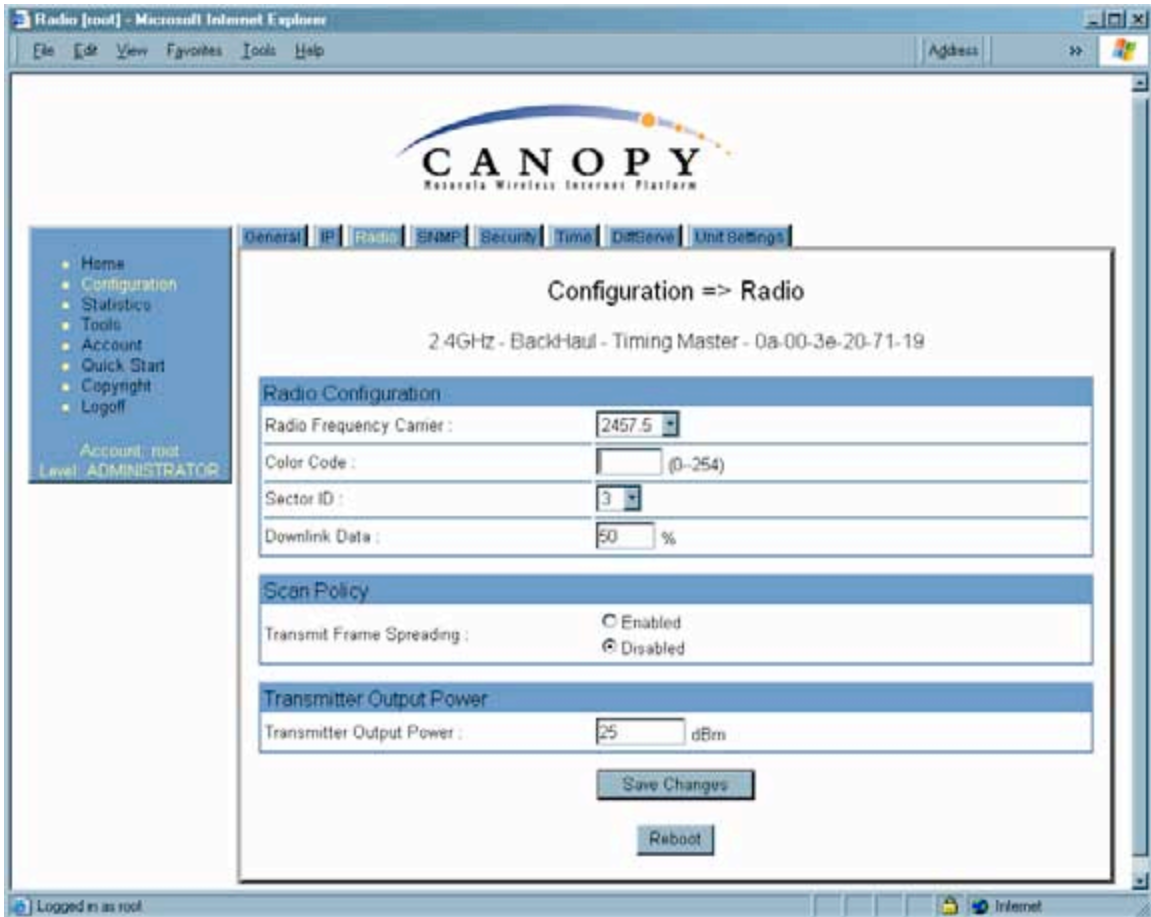 Radio [root] - Microsoft Internet Explorer
File Edit View Favorites Tools Help Address »
CANOPY
Motorola Wireless Internet Platform
General IP Radio SNMP Security Time DiffServe Unit Settings
Home
Configuration
Statistics
Tools
Account
Quick Start
Copyright
Logoff
Account: root
Level: ADMINISTRATOR
Configuration => Radio
2.4GHz - BackHaul - Timing Master - 0a-00-3e-20-71-19
Radio Configuration
Radio Frequency Carrier : 2457.5
Color Code : (0--254)
Sector ID : 3
Downlink Data : 50 %
Scan Policy
Transmit Frame Spreading :
Enabled
Disabled
Transmitter Output Power
Transmitter Output Power : 25 dBm
Save Changes
Reboot
Logged in as root Internet